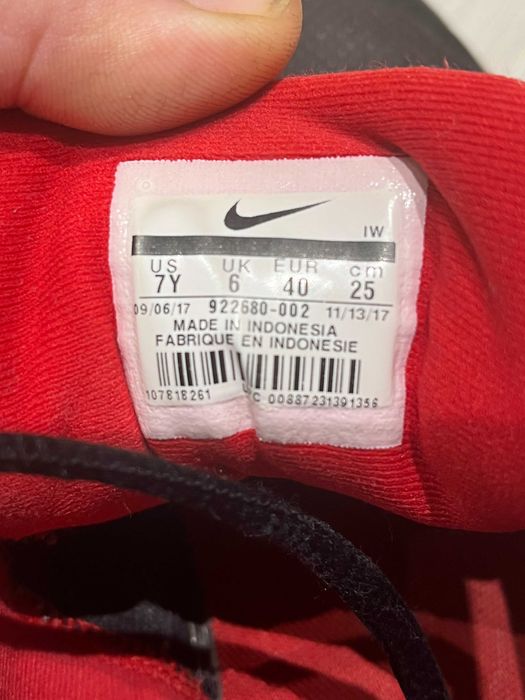 IW
US UK EUR cm
7Y 6 40 25
09/06/17 922680-002 11/13/17
MADE IN INDONESIA
FABRIQUE EN INDONESIE
107818261 C 00887231391356